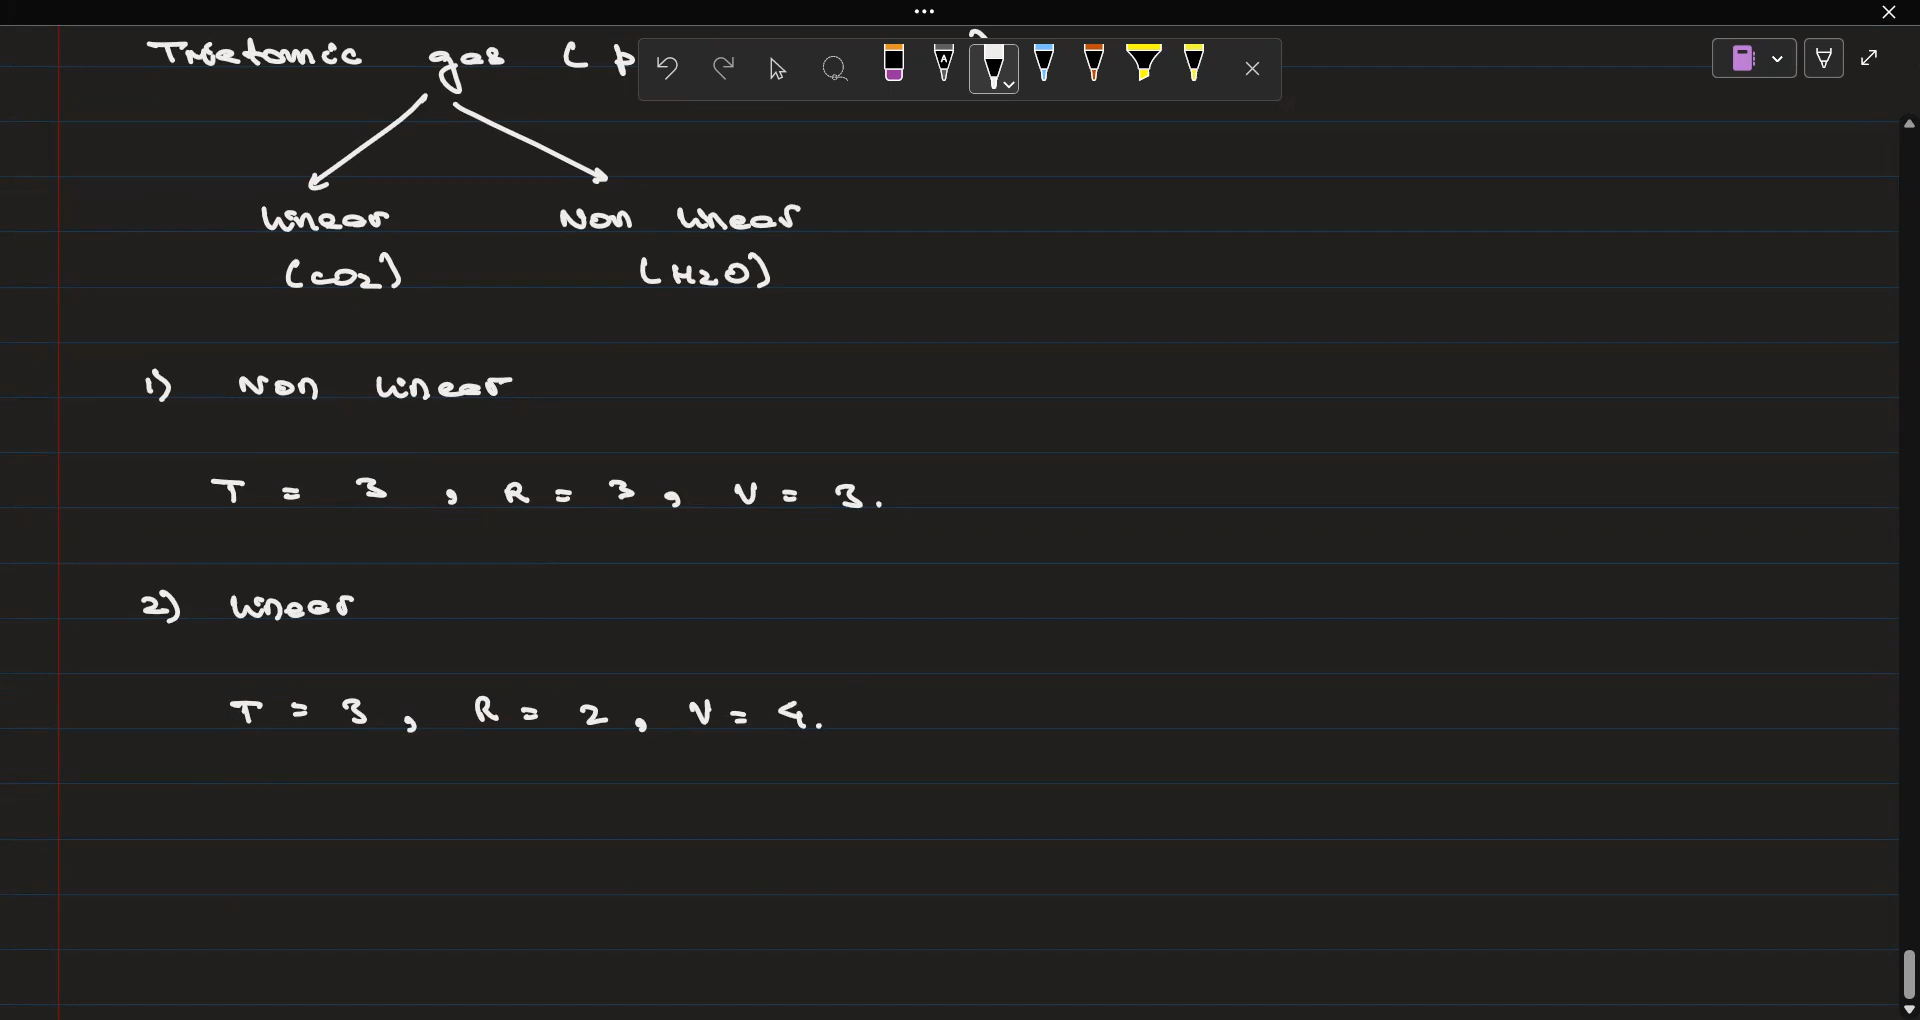 Triatomic gas (p
Linear Non linear
(CO2) (H2O)
1) Non linear
T = 3 , R = 3 , V = 3 .
2) Linear
T = 3 , R = 2 , V = 4 .